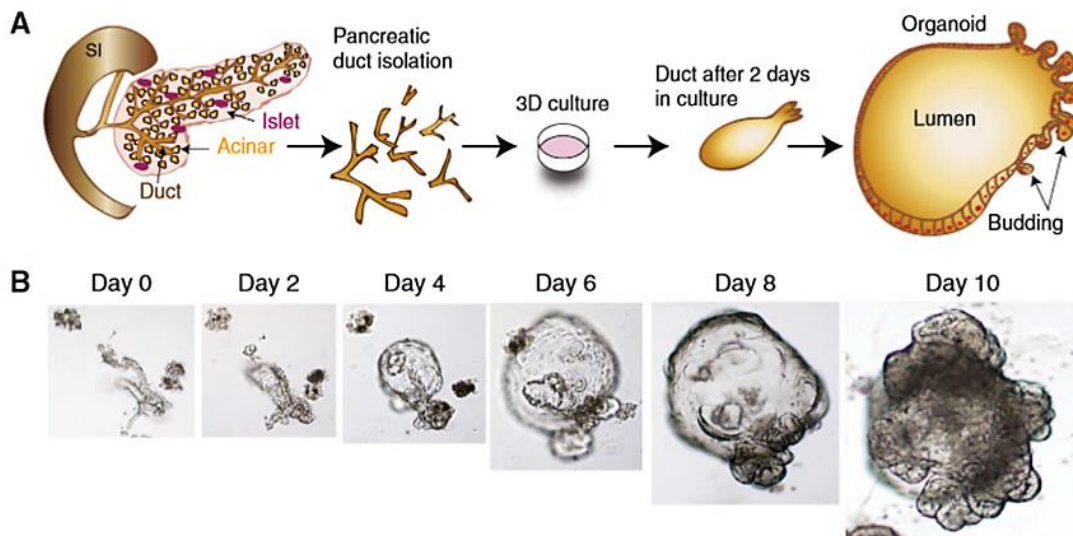 A
SI
Islet
Acinar
Duct
Pancreatic
duct isolation
3D culture
Duct after 2 days
in culture
Organoid
Lumen
Budding
B
Day 0
Day 2
Day 4
Day 6
Day 8
Day 10